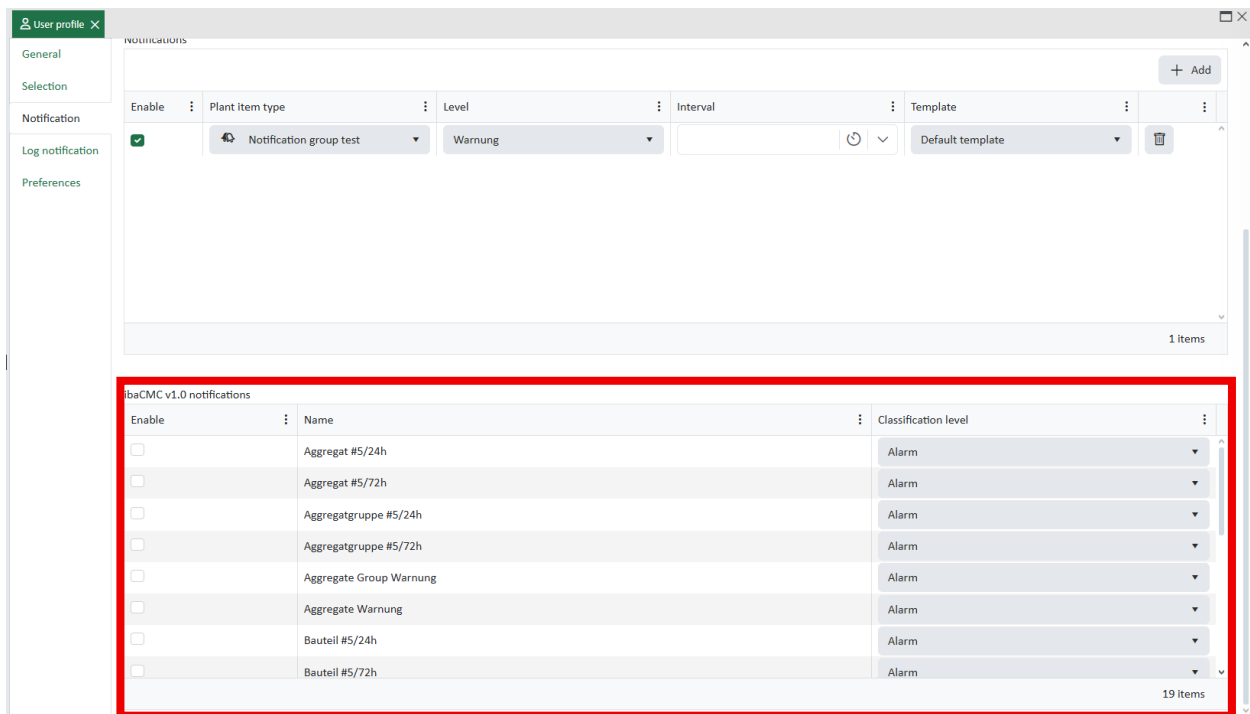 User profile
General
Selection
Notification
Log notification
Preferences
Notifications
+ Add
Enable Plant item type Level Interval Template
Notification group test Warnung Default template
1 items
ibaCMC v1.0 notifications
Enable Name Classification level
Aggregat #5/24h Alarm
Aggregat #5/72h Alarm
Aggregatgruppe #5/24h Alarm
Aggregatgruppe #5/72h Alarm
Aggregate Group Warnung Alarm
Aggregate Warnung Alarm
Bauteil #5/24h Alarm
Bauteil #5/72h Alarm
19 items